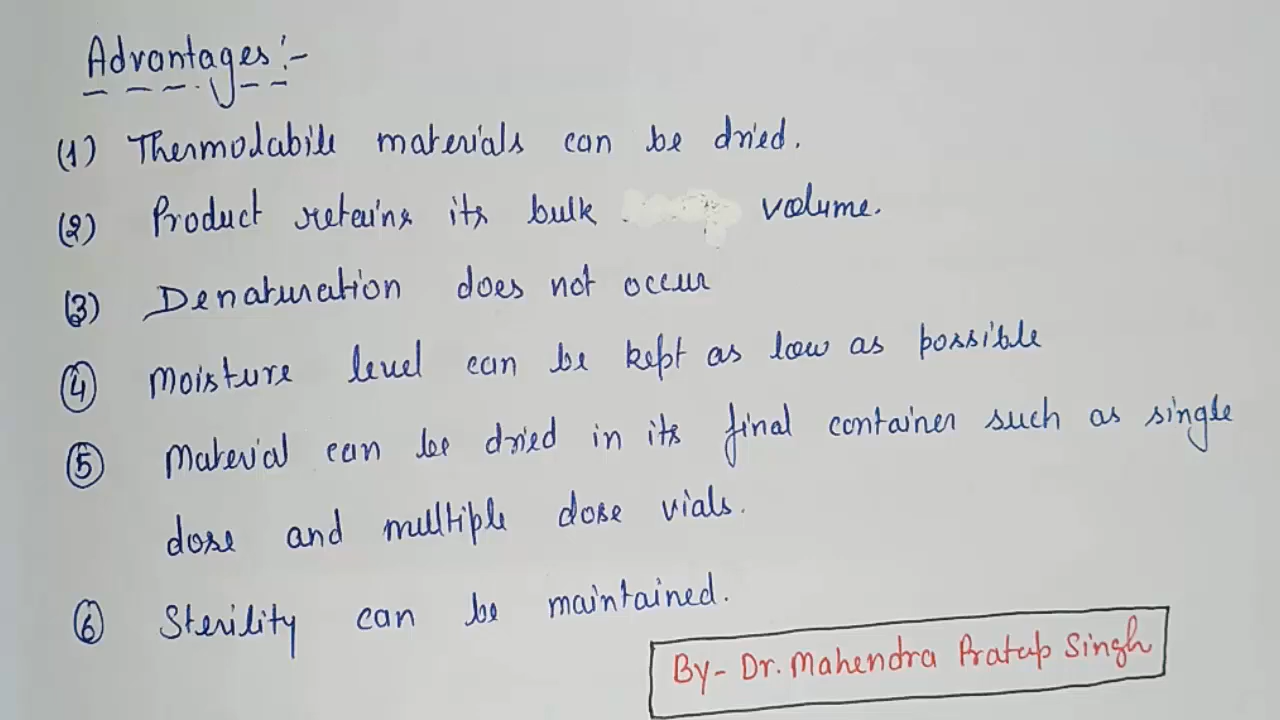 Advantages:-
(1) Thermolabile materials can be dried.
(2) Product retains its bulk volume.
(3) Denaturation does not occur
④ Moisture level can be kept as low as possible
⑤ Material can be dried in its final container such as single
dose and multiple dose vials.
⑥ Sterility can be maintained.
By- Dr. Mahendra Pratap Singh